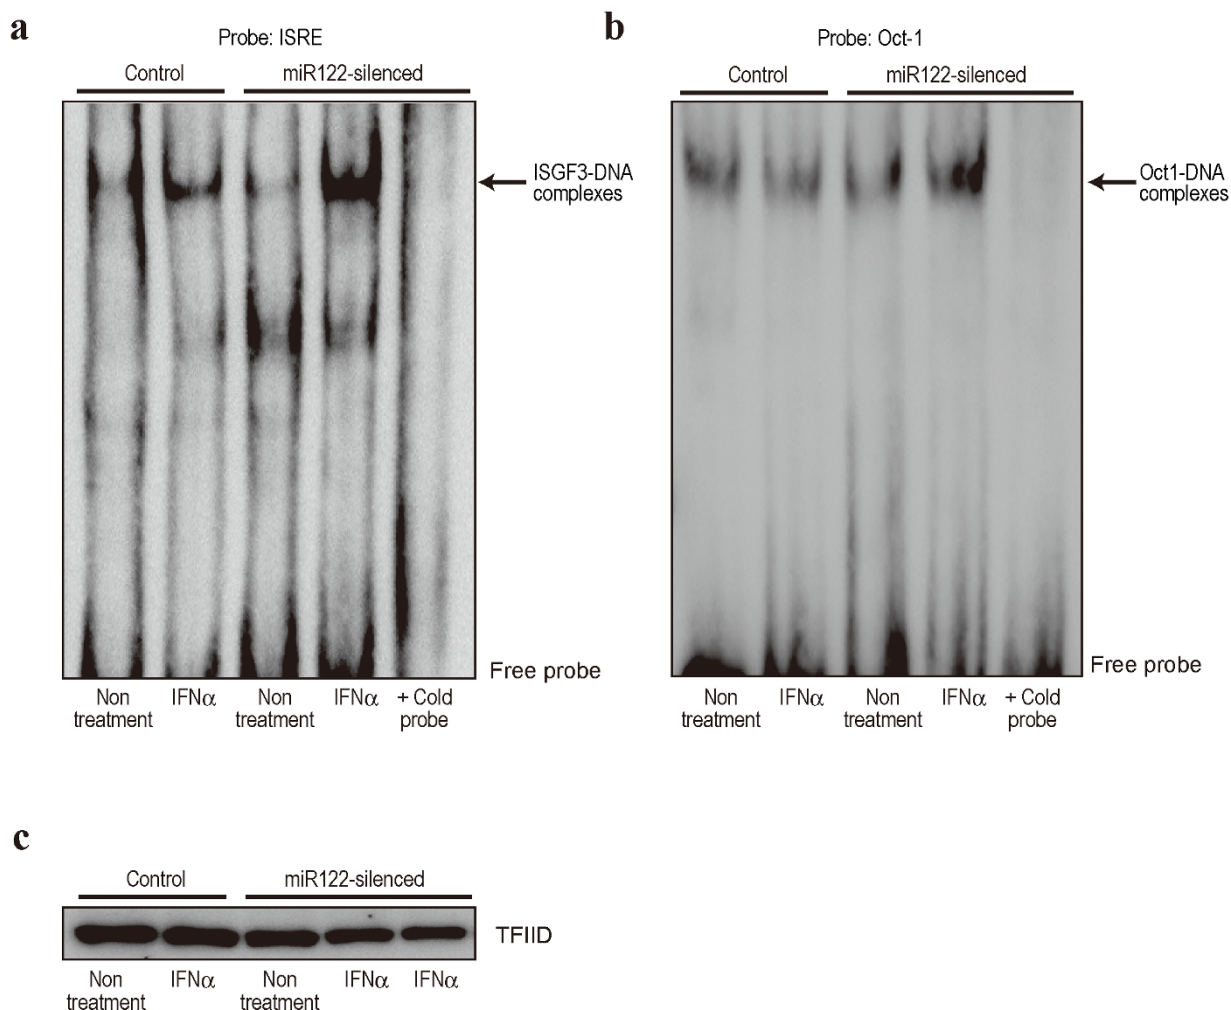 a
Probe: ISRE
Control
miR122-silenced
ISGF3-DNA
complexes
Free probe
Non
treatment
IFNα
Non
treatment
IFNα
+ Cold
probe
b
Probe: Oct-1
Control
miR122-silenced
Oct1-DNA
complexes
Free probe
Non
treatment
IFNα
Non
treatment
IFNα
+ Cold
probe
c
Control
miR122-silenced
TFIID
Non
treatment
IFNα
Non
treatment
IFNα
IFNα